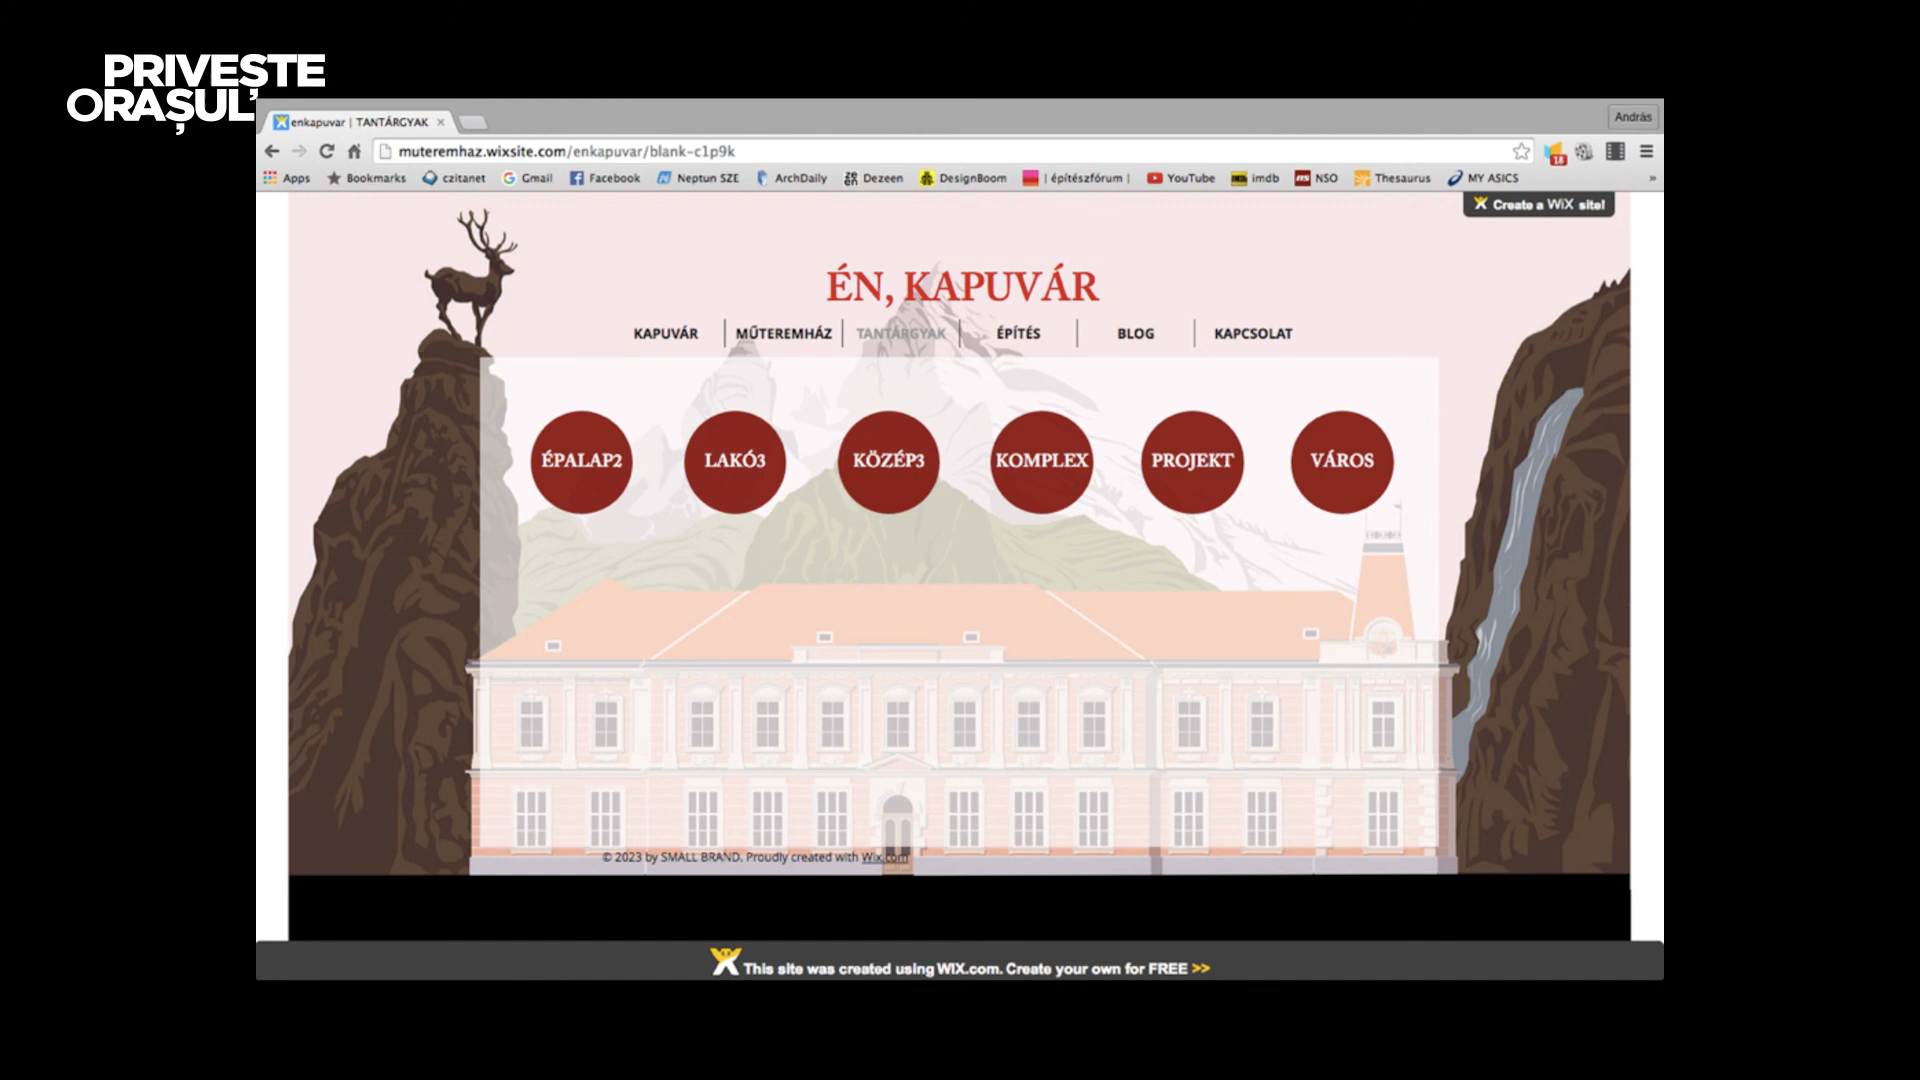 PRIVEȘTE
ORAȘUL'
enkapuvar | TANTÁRGYAK ×
András
muteremhaz.wixsite.com/enkapuvar/blank-c1p9k
18
Apps Bookmarks czitanet Gmail Facebook Neptun SZE ArchDaily Dezeen DesignBoom | építészfórum | YouTube imdb NSO Thesaurus MY ASICS »
Create a WiX site!
ÉN, KAPUVÁR
KAPUVÁR MŰTEREMHÁZ TANTÁRGYAK ÉPÍTÉS BLOG KAPCSOLAT
ÉPALAP2 LAKÓ3 KÖZÉP3 KOMPLEX PROJEKT VÁROS
© 2023 by SMALL BRAND. Proudly created with Wix.com
This site was created using WIX.com. Create your own for FREE >>